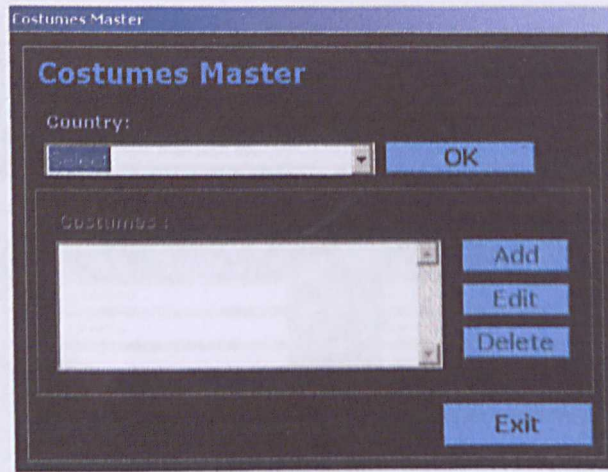 Costumes Master
Costumes Master
Country:
Select
OK
Costumes :
Add
Edit
Delete
Exit